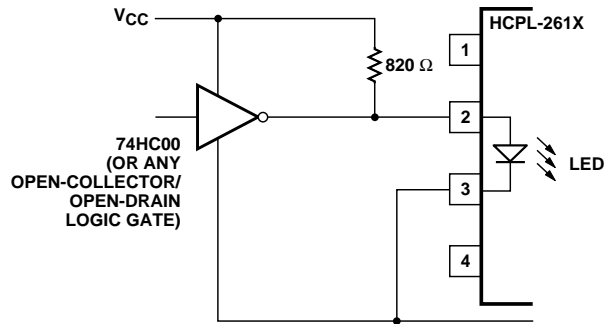 VCC
HCPL-261X
1
820 Ω
2
74HC00
(OR ANY
OPEN-COLLECTOR/
OPEN-DRAIN
LOGIC GATE)
LED
3
4